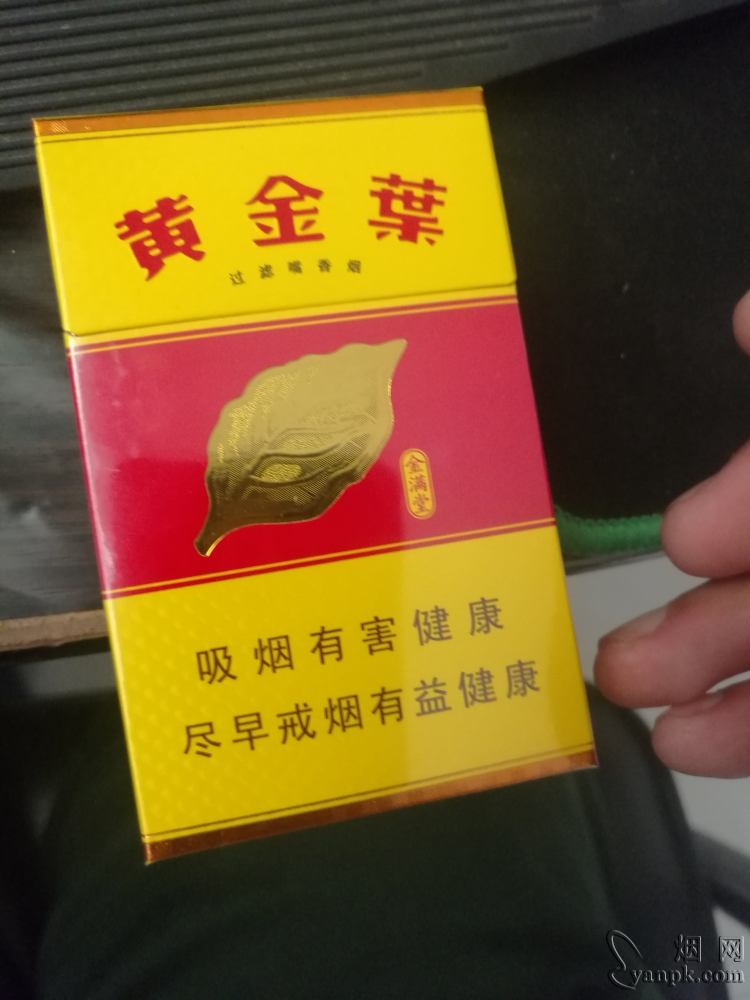 黄金葉
过滤嘴香烟
金满堂
吸烟有害健康
尽早戒烟有益健康
烟网
yanpk.com